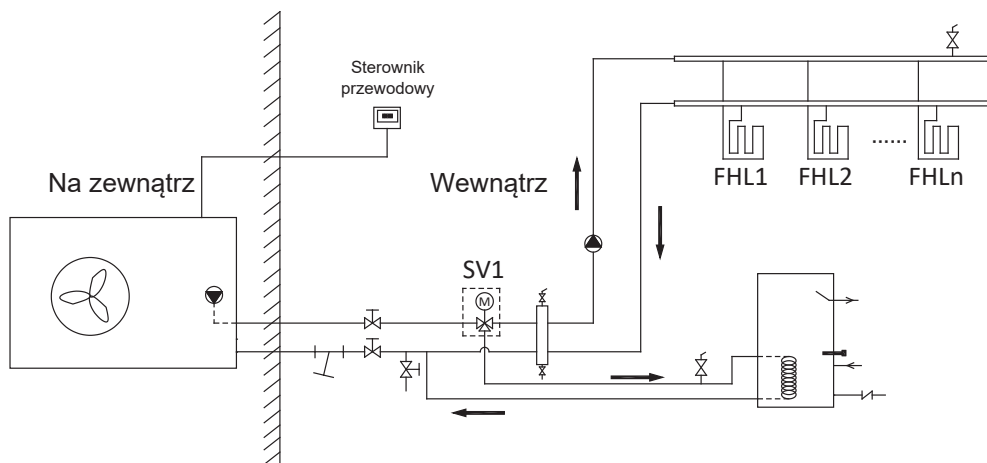 Sterownik
przewodowy
Na zewnątrz
Wewnątrz
FHL1
FHL2
......
FHLn
SV1
M